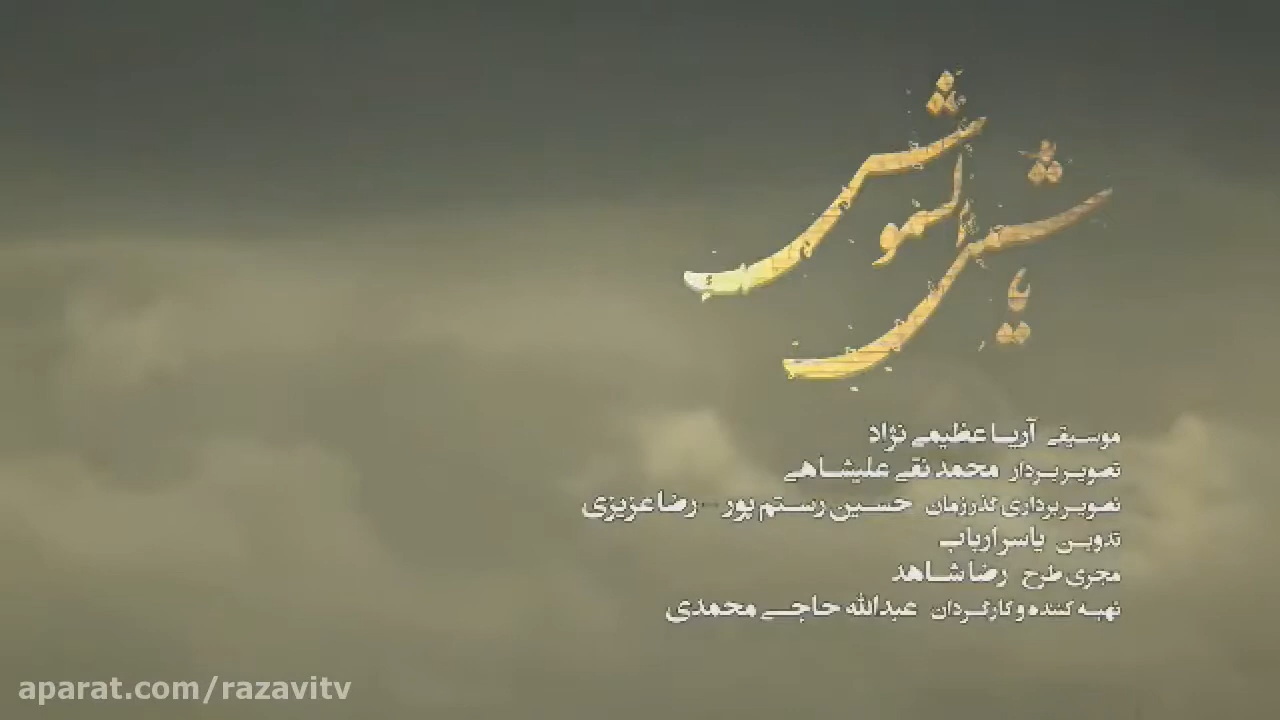 یا شمس الشموس
موسیقی آریا عظیمی نژاد
تصویربردار محمد نقی علیشاهی
تصویربرداری گذر زمان حسین رستم پور - رضا عزیزی
تدوین یاسر ارباب
مجری طرح رضا شاهد
تهیه کننده و کارگردان عبدالله حاجی محمدی
aparat.com/razavitv